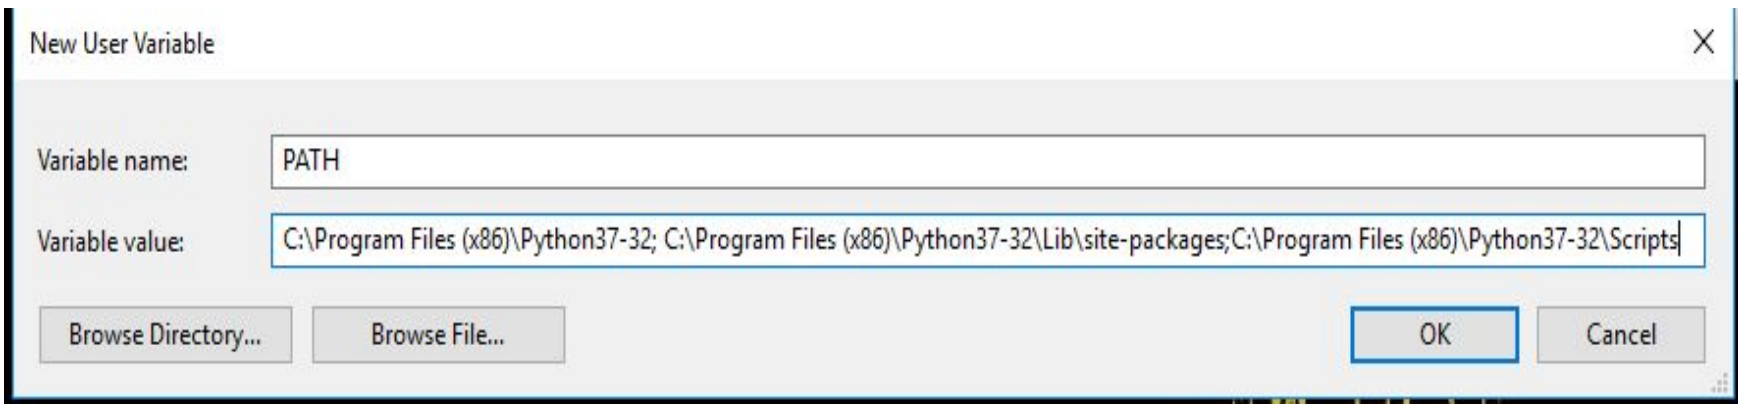 New User Variable
Variable name: PATH
Variable value: C:\Program Files (x86)\Python37-32; C:\Program Files (x86)\Python37-32\Lib\site-packages;C:\Program Files (x86)\Python37-32\Scripts
Browse Directory... Browse File... OK Cancel